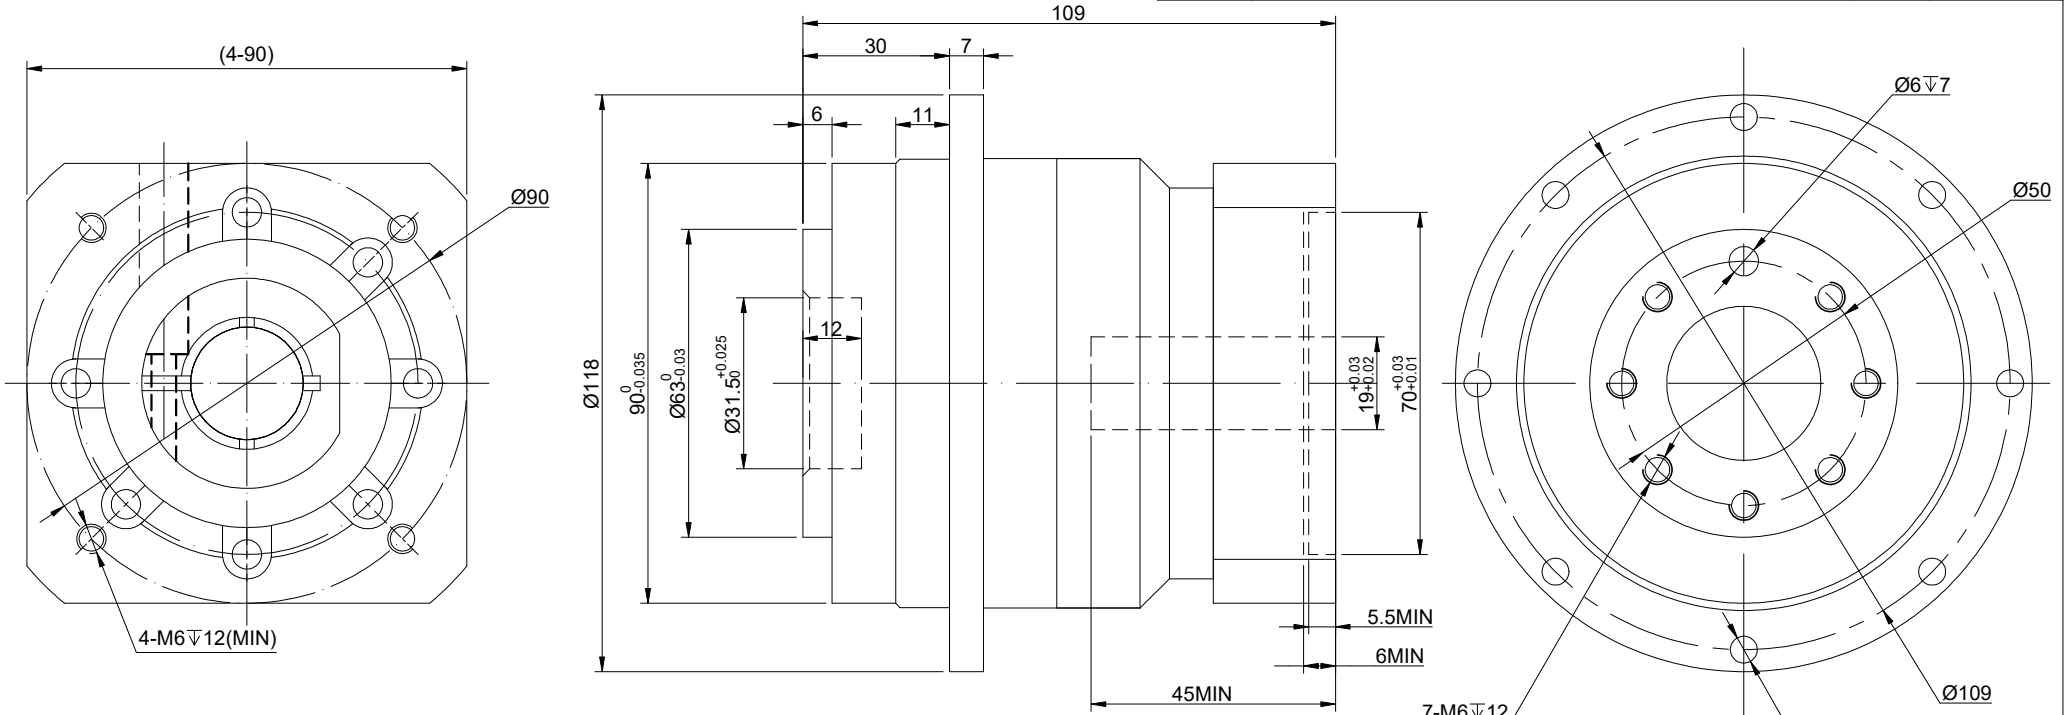 (4-90)
Ø90
4-M6↧12(MIN)
109
30
7
6
11
12
Ø118
90 0 -0.035
Ø63 0 -0.03
Ø31.5 +0.025 0
19 +0.03 +0.02
70 +0.03 +0.01
5.5MIN
6MIN
45MIN
Ø6↧7
Ø50
Ø109
7-M6↧12